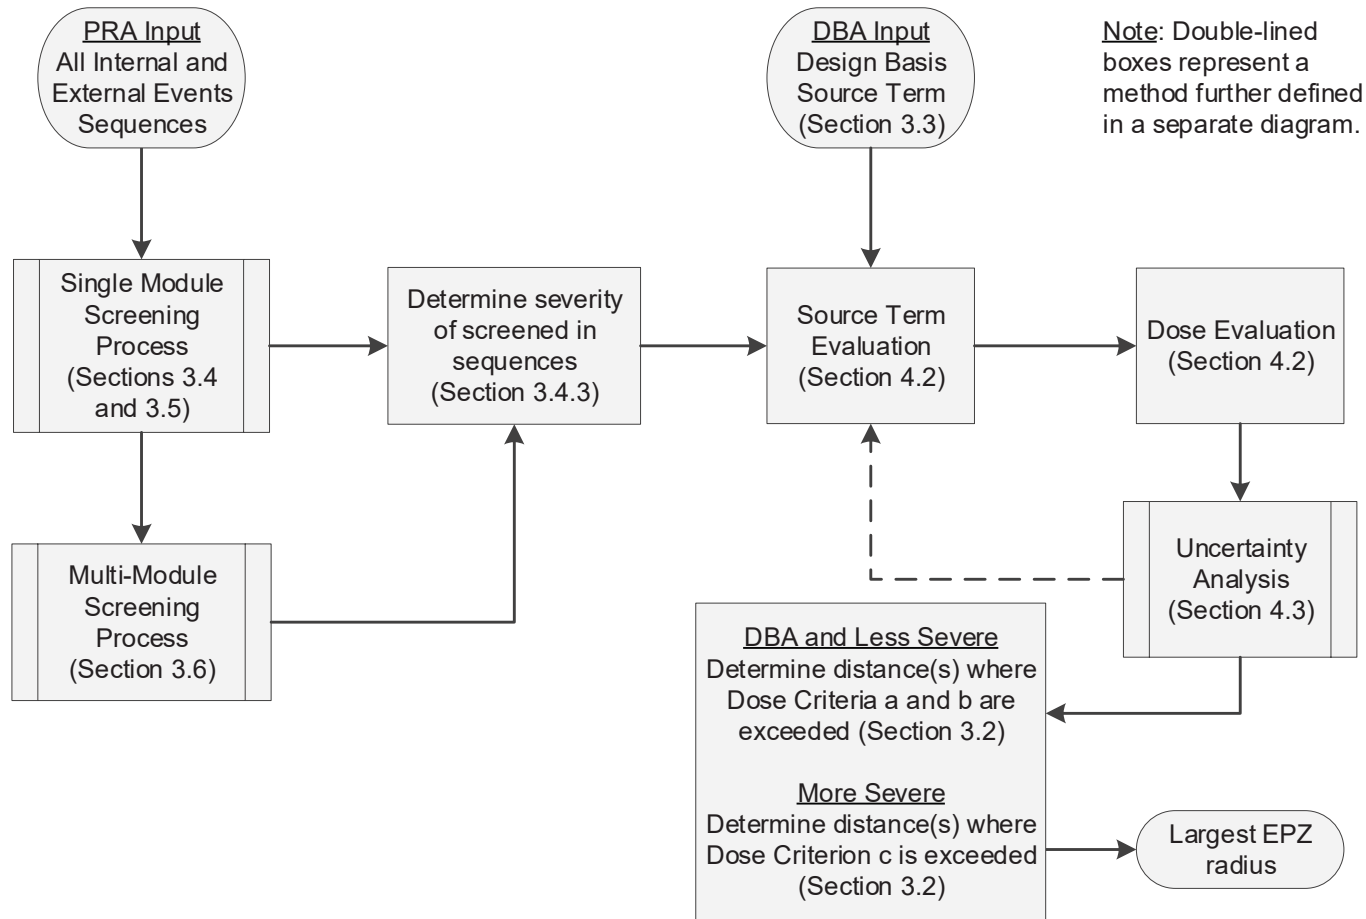 PRA Input
All Internal and
External Events
Sequences
DBA Input
Design Basis
Source Term
(Section 3.3)
Note: Double-lined
boxes represent a
method further defined
in a separate diagram.
Single Module
Screening
Process
(Sections 3.4
and 3.5)
Determine severity
of screened in
sequences
(Section 3.4.3)
Source Term
Evaluation
(Section 4.2)
Dose Evaluation
(Section 4.2)
Multi-Module
Screening
Process
(Section 3.6)
Uncertainty
Analysis
(Section 4.3)
DBA and Less Severe
Determine distance(s) where
Dose Criteria a and b are
exceeded (Section 3.2)
More Severe
Determine distance(s) where
Dose Criterion c is exceeded
(Section 3.2)
Largest EPZ
radius